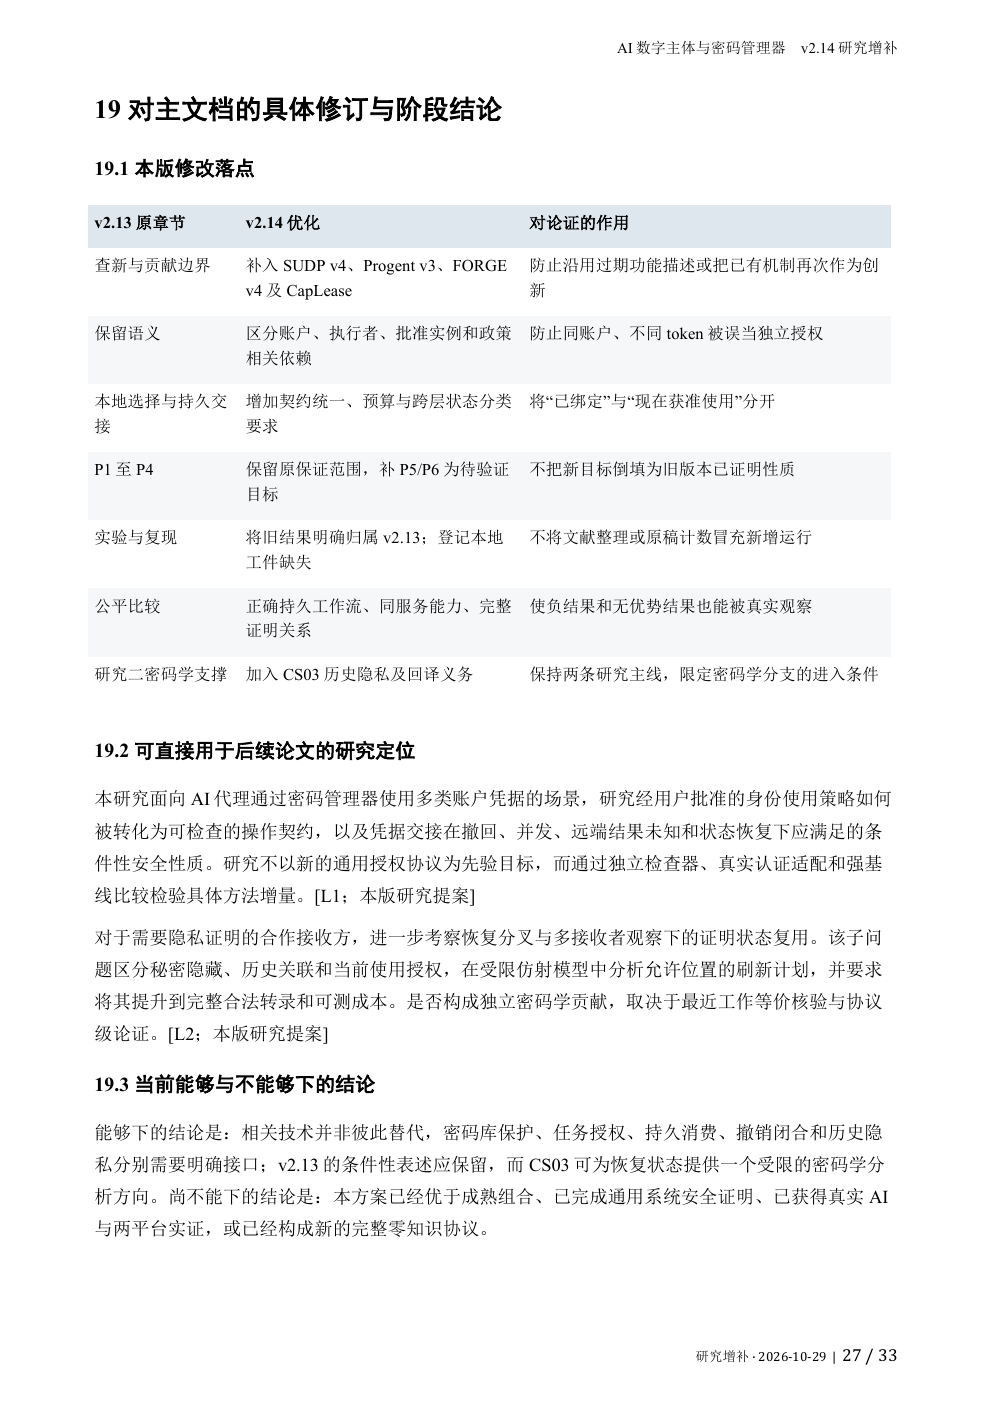 AI 数字主体与密码管理器 v2.14 研究增补
19 对主文档的具体修订与阶段结论
19.1 本版修改落点
v2.13 原章节 v2.14 优化 对论证的作用
查新与贡献边界 补入 SUDP v4、Progent v3、FORGE 防止沿用过期功能描述或把已有机制再次作为创
v4 及 CapLease 新
保留语义 区分账户、执行者、批准实例和政策 防止同账户、不同 token 被误当独立授权
相关依赖
本地选择与持久交 增加契约统一、预算与跨层状态分类 将“已绑定”与“现在获准使用”分开
接 要求
P1 至 P4 保留原保证范围，补 P5/P6 为待验证 不把新目标倒填为旧版本已证明性质
目标
实验与复现 将旧结果明确归属 v2.13；登记本地 不将文献整理或原稿计数冒充新增运行
工件缺失
公平比较 正确持久工作流、同服务能力、完整 使负结果和无优势结果也能被真实观察
证明关系
研究二密码学支撑 加入 CS03 历史隐私及回译义务 保持两条研究主线，限定密码学分支的进入条件
19.2 可直接用于后续论文的研究定位
本研究面向 AI 代理通过密码管理器使用多类账户凭据的场景，研究经用户批准的身份使用策略如何
被转化为可检查的操作契约，以及凭据交接在撤回、并发、远端结果未知和状态恢复下应满足的条
件性安全性质。研究不以新的通用授权协议为先验目标，而通过独立检查器、真实认证适配和强基
线比较检验具体方法增量。[L1；本版研究提案]
对于需要隐私证明的合作接收方，进一步考察恢复分叉与多接收者观察下的证明状态复用。该子问
题区分秘密隐藏、历史关联和当前使用授权，在受限仿射模型中分析允许位置的刷新计划，并要求
将其提升到完整合法转录和可测成本。是否构成独立密码学贡献，取决于最近工作等价核验与协议
级论证。[L2；本版研究提案]
19.3 当前能够与不能够下的结论
能够下的结论是：相关技术并非彼此替代，密码库保护、任务授权、持久消费、撤销闭合和历史隐
私分别需要明确接口；v2.13 的条件性表述应保留，而 CS03 可为恢复状态提供一个受限的密码学分
析方向。尚不能下的结论是：本方案已经优于成熟组合、已完成通用系统安全证明、已获得真实 AI
与两平台实证，或已经构成新的完整零知识协议。
研究增补 · 2026-10-29 | 27 / 33